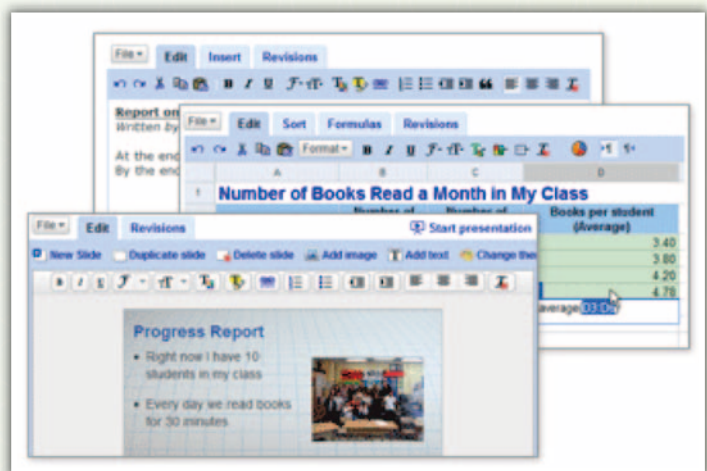 File Edit Insert Revisions
B I U
Report on
Written by
At the end
By the end
File Edit Sort Formulas Revisions
Format B I U
A B C D
1 Number of Books Read a Month in My Class
Number of Number of Books per student
(Average)
3.40
3.80
4.20
4.78
average(D3:D6
File Edit Revisions Start presentation
New Slide Duplicate slide Delete slide Add image Add text Change
B I U
Progress Report
• Right now I have 10
students in my class
• Every day we read books
for 30 minutes